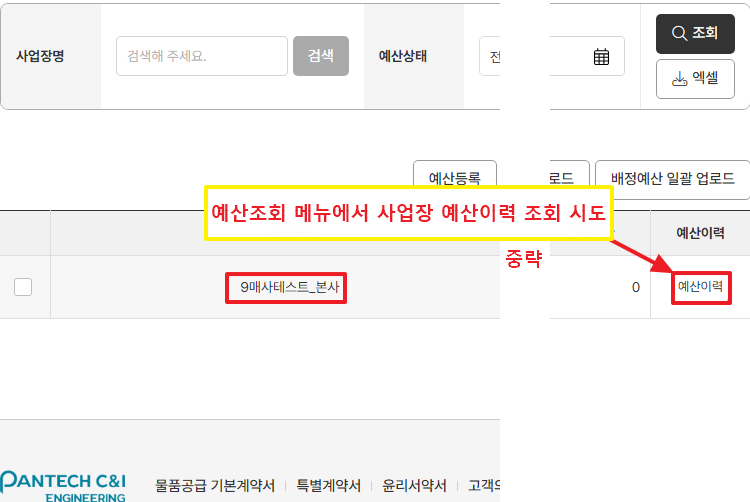 사업장명
검색해 주세요.
검색
예산상태
전
조회
엑셀
예산등록
로드
배정예산 일괄 업로드
예산조회 메뉴에서 사업장 예산이력 조회 시도
예산이력
중략
9매사테스트_본사
0
예산이력
PANTECH C&I
ENGINEERING
물품공급 기본계약서
특별계약서
윤리서약서
고객의